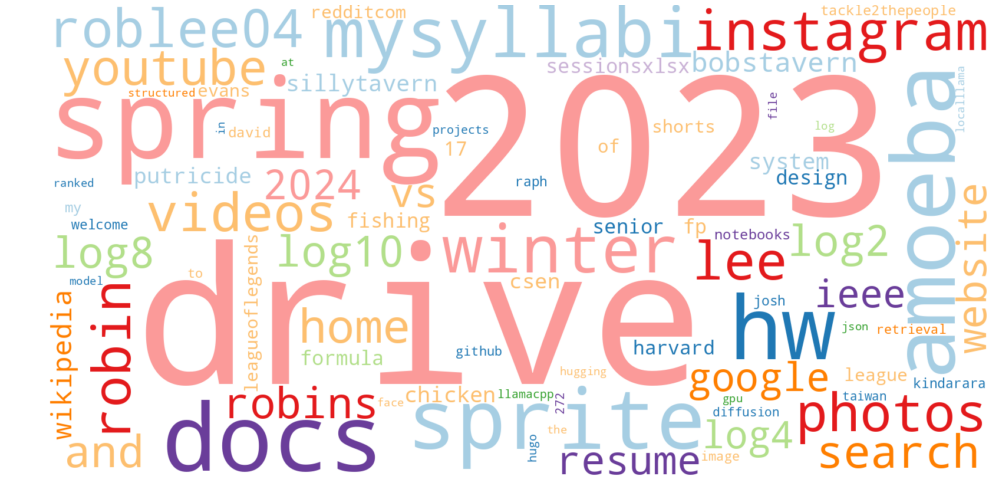 redditcom
tackle2thepeople
roblee04
mysyllabi
instagram
youtube
at
sillytavern
sessionsxlsx
bobstavern
structured
evans
spring
2023
in
david
projects
17
of
shorts
file
log
localllama
amoeba
system
design
ranked
putricide
2024
vs
raph
my
welcome
videos
fishing
senior
fp
notebooks
log2
website
log8
log10
winter
csen
lee
model
to
leagueoflegends
drive
ieee
wikipedia
robin
home
formula
github
josh
hw
harvard
json
retrieval
hugging
google
league
kindarara
robins
face
chicken
llamacpp
272
gpu
diffusion
taiwan
photos
docs
sprite
the
hugo
log4
and
resume
image
search